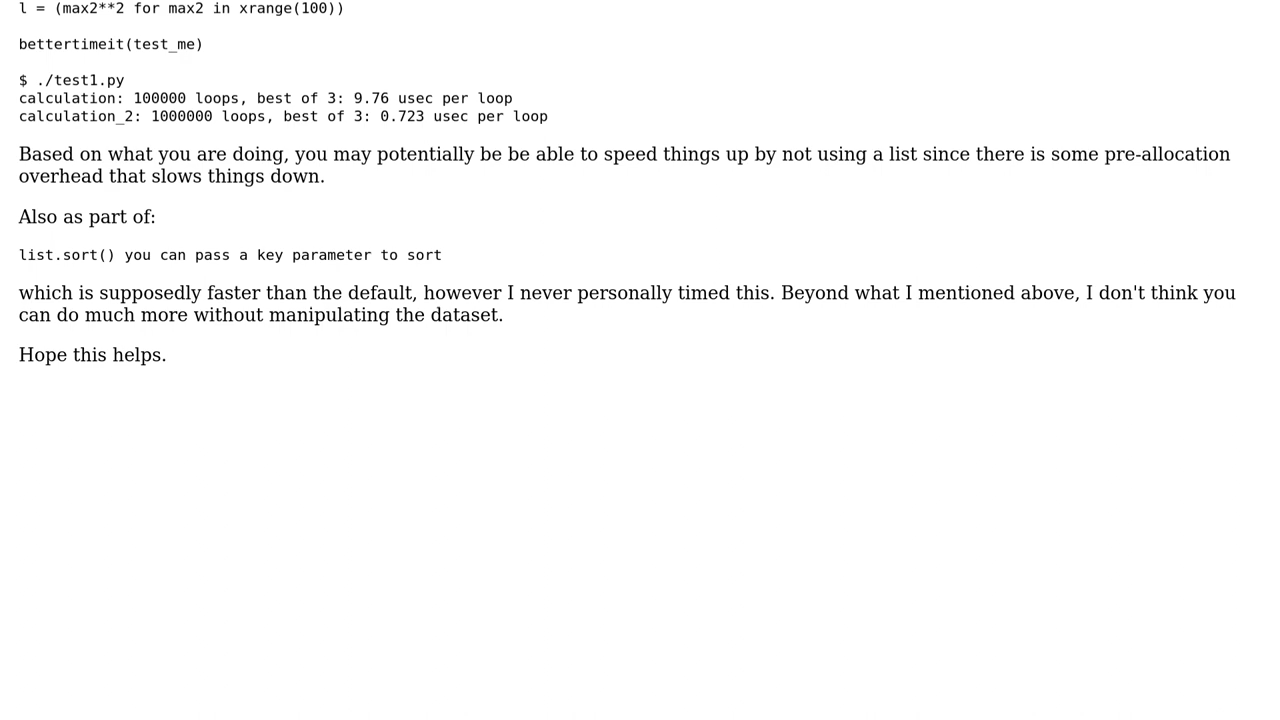 l = (max2**2 for max2 in xrange(100))
bettertimeit(test_me)
$ ./test1.py
calculation: 100000 loops, best of 3: 9.76 usec per loop
calculation_2: 1000000 loops, best of 3: 0.723 usec per loop
Based on what you are doing, you may potentially be be able to speed things up by not using a list since there is some pre-allocation
overhead that slows things down.
Also as part of:
list.sort() you can pass a key parameter to sort
which is supposedly faster than the default, however I never personally timed this. Beyond what I mentioned above, I don't think you
can do much more without manipulating the dataset.
Hope this helps.